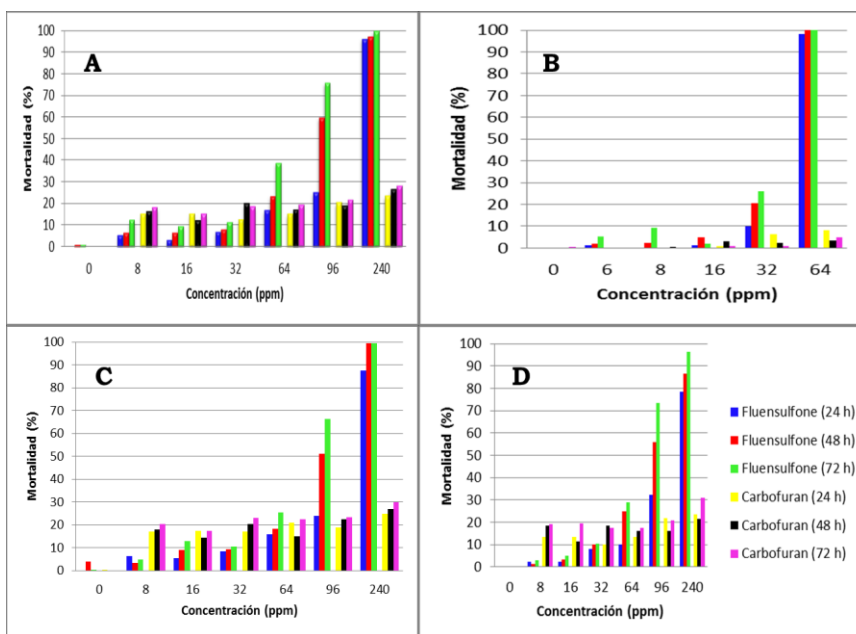 A
Mortalidad (%)
100
90
80
70
60
50
40
30
20
10
0
0 8 16 32 64 96 240
Concentración (ppm)
B
Mortalidad (%)
100
90
80
70
60
50
40
30
20
10
0
0 6 8 16 32 64
Concentración (ppm)
C
Mortalidad (%)
100
90
80
70
60
50
40
30
20
10
0
0 8 16 32 64 96 240
Concentración (ppm)
D
Mortalidad (%)
100
90
80
70
60
50
40
30
20
10
0
0 8 16 32 64 96 240
Concentración (ppm)
Fluensulfone (24 h)
Fluensulfone (48 h)
Fluensulfone (72 h)
Carbofuran (24 h)
Carbofuran (48 h)
Carbofuran (72 h)